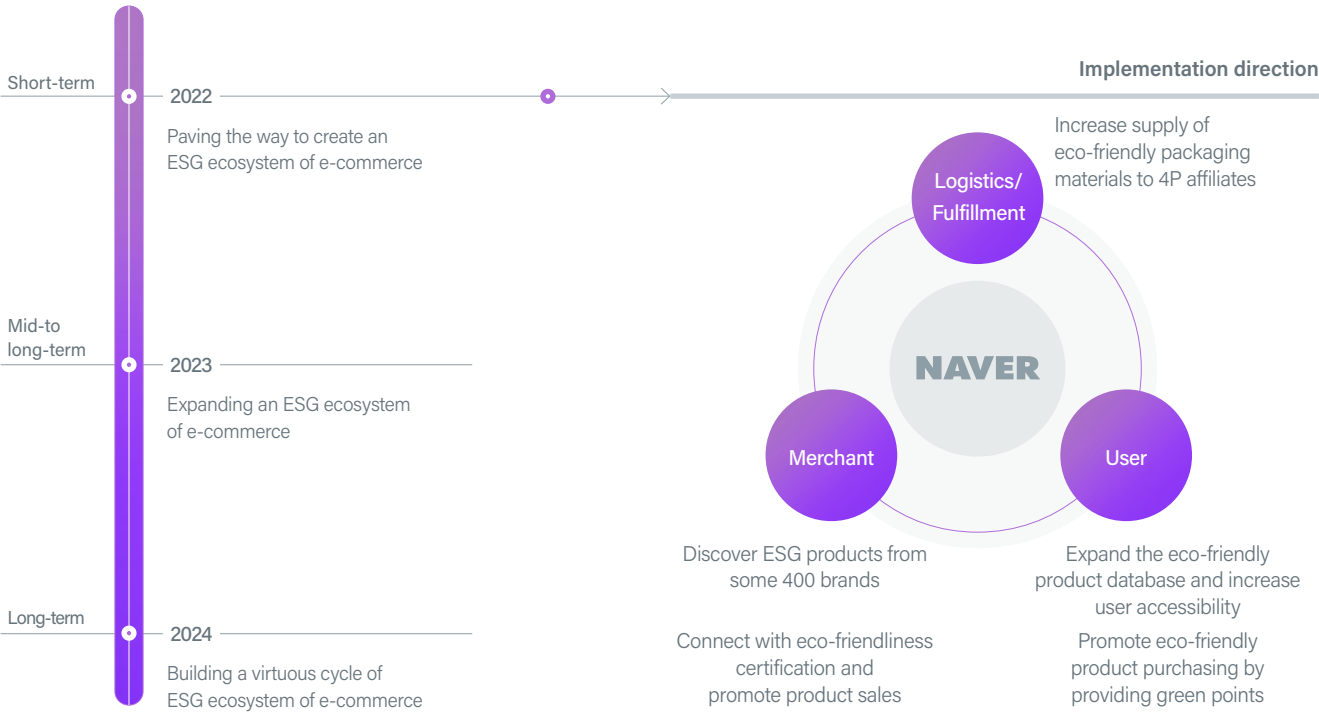 Short-term
2022
Paving the way to create an
ESG ecosystem of e-commerce
Mid-to
long-term
2023
Expanding an ESG ecosystem
of e-commerce
Long-term
2024
Building a virtuous cycle of
ESG ecosystem of e-commerce
Implementation direction
Increase supply of
eco-friendly packaging
materials to 4P affiliates
Logistics/
Fulfillment
NAVER
Merchant
User
Discover ESG products from
some 400 brands
Connect with eco-friendliness
certification and
promote product sales
Expand the eco-friendly
product database and increase
user accessibility
Promote eco-friendly
product purchasing by
providing green points